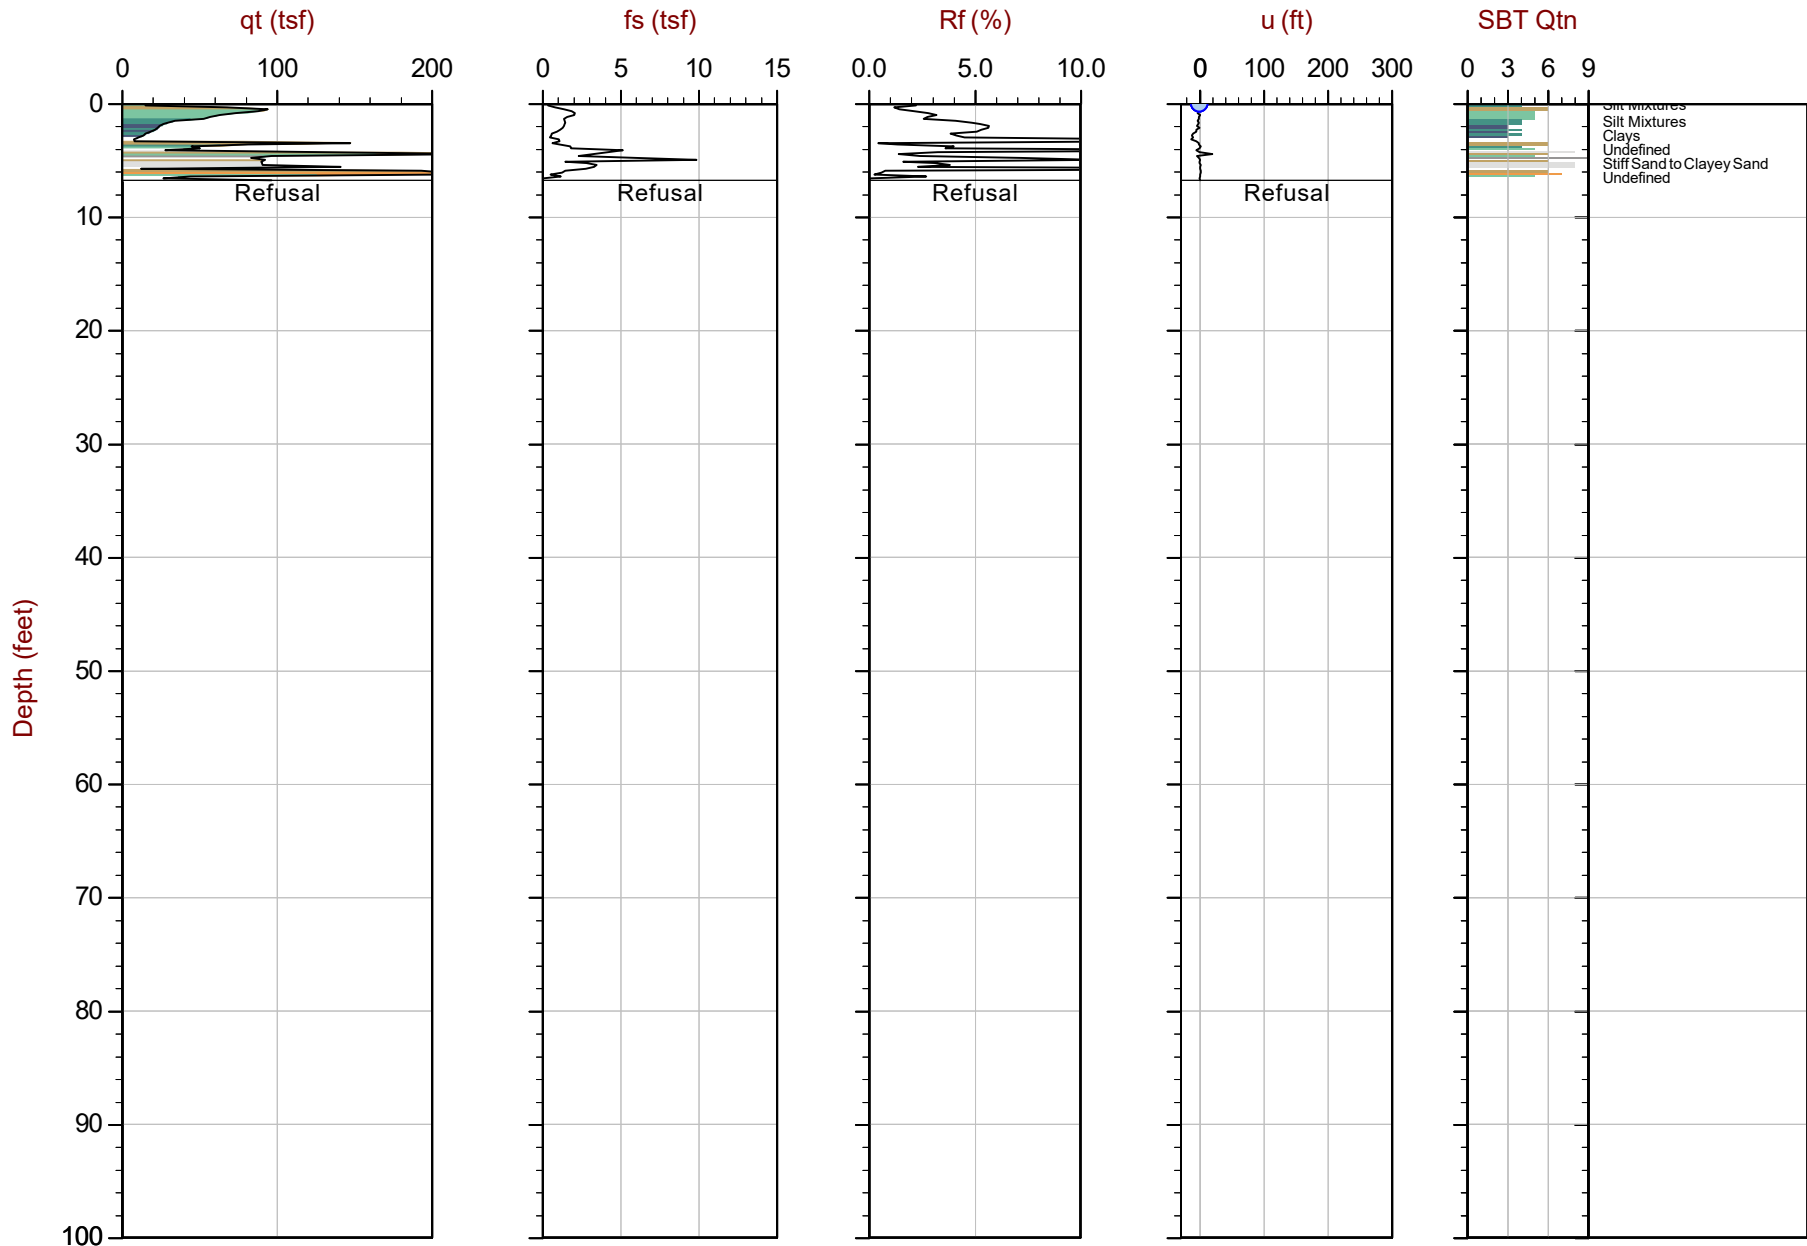 qt (tsf) fs (tsf) Rf (%) u (ft) SBT Qtn
0 100 200 0 5 10 15 0.0 5.0 10.0 0 100 200 300 0 3 6 9
0
Silt Mixtures
Silt Mixtures
Clays
Undefined
Stiff Sand to Clayey Sand
Undefined
Refusal Refusal Refusal Refusal
10
20
30
40
50
Depth (feet)
60
70
80
90
100